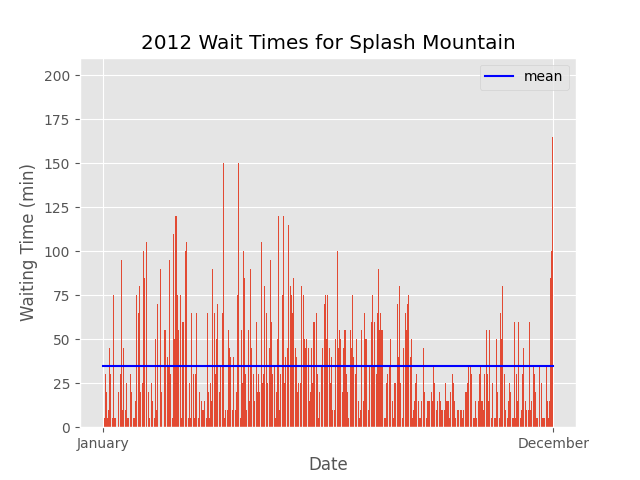 2012 Wait Times for Splash Mountain
mean
200
175
150
125
100
75
50
25
0
Waiting Time (min)
January
December
Date